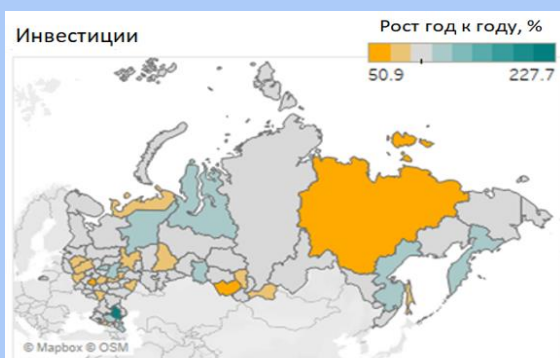 Инвестиции
Рост год к году, %
50.9
227.7
© Mapbox © OSM